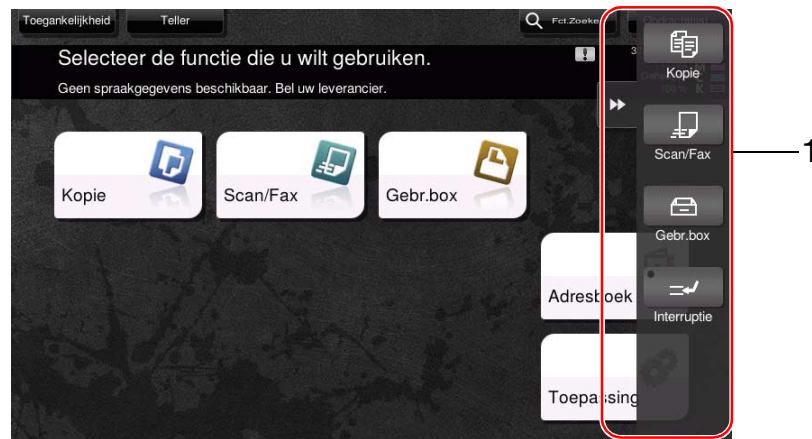 Toegankelijkheid Teller Fct.Zoeke
Selecteer de functie die u wilt gebruiken.
Geen spraakgegevens beschikbaar. Bel uw leverancier.
Kopie
Scan/Fax
1
Kopie Scan/Fax Gebr.box
Gebr.box
Adresboek
Interruptie
Toepassing